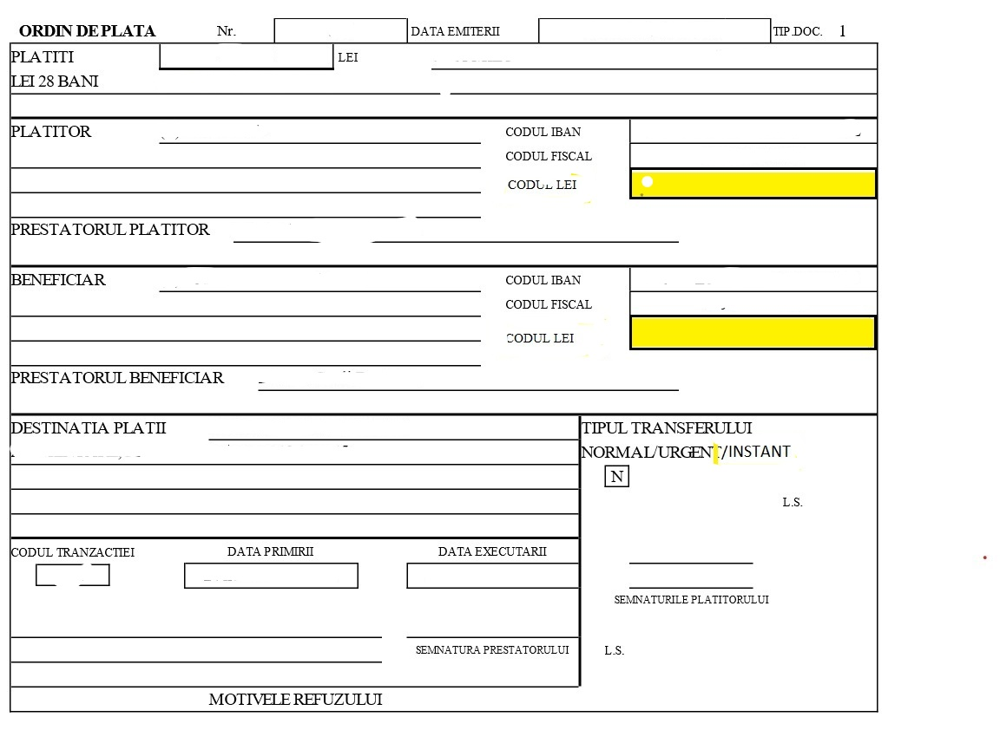 ORDIN DE PLATA Nr. DATA EMITERII TIP.DOC. 1
PLATITI LEI
LEI 28 BANI
PLATITOR CODUL IBAN
CODUL FISCAL
CODUL LEI
PRESTATORUL PLATITOR
BENEFICIAR CODUL IBAN
CODUL FISCAL
CODUL LEI
PRESTATORUL BENEFICIAR
DESTINATIA PLATII TIPUL TRANSFERULUI
NORMAL/URGENT/INSTANT
N
L.S.
CODUL TRANZACTIEI DATA PRIMIRII DATA EXECUTARII
SEMNATURILE PLATITORULUI
SEMNATURA PRESTATORULUI L.S.
MOTIVELE REFUZULUI